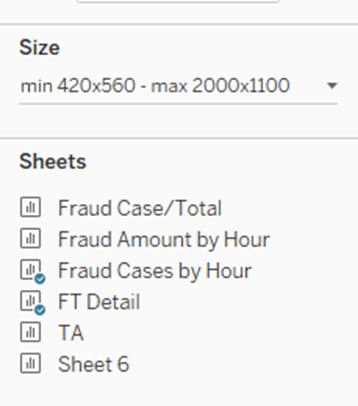 Size
min 420x560 - max 2000x1100
Sheets
Fraud Case/Total
Fraud Amount by Hour
Fraud Cases by Hour
FT Detail
TA
Sheet 6